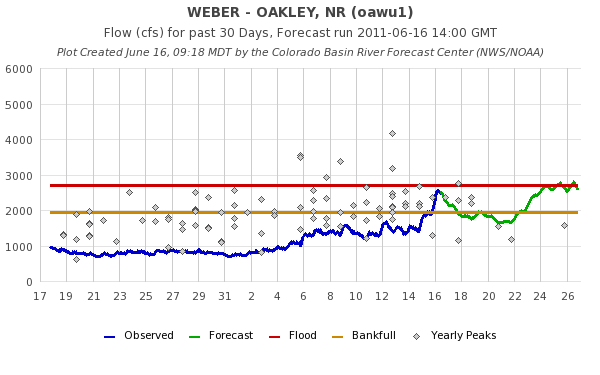 WEBER - OAKLEY, NR (oawu1)
Flow (cfs) for past 30 Days, Forecast run 2011-06-16 14:00 GMT
Plot Created June 16, 09:18 MDT by the Colorado Basin River Forecast Center (NWS/NOAA)
6000
5000
4000
3000
2000
1000
0
17 19 21 23 25 27 29 31 2 4 6 8 10 12 14 16 18 20 22 24 26
Observed Forecast Flood Bankfull Yearly Peaks